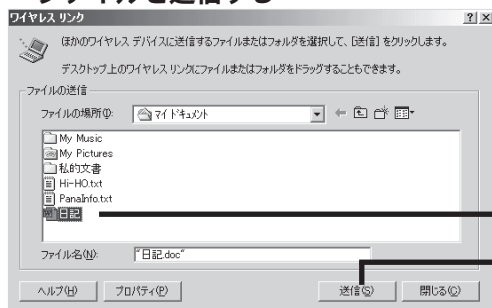 ファイルを送信する
ワイヤレス リンク
ほかのワイヤレス デバイスに送信するファイルまたはフォルダを選択して、[送信] をクリックします。
デスクトップ上のワイヤレス リンクにファイルまたはフォルダをドラッグすることもできます。
ファイルの送信
ファイルの場所(I): マイ ドキュメント
My Music
My Pictures
私的文書
Hi-HO.txt
PanaInfo.txt
日記
ファイル名(N): "日記.doc"
ヘルプ(H) プロパティ(P) 送信(S) 閉じる(C)